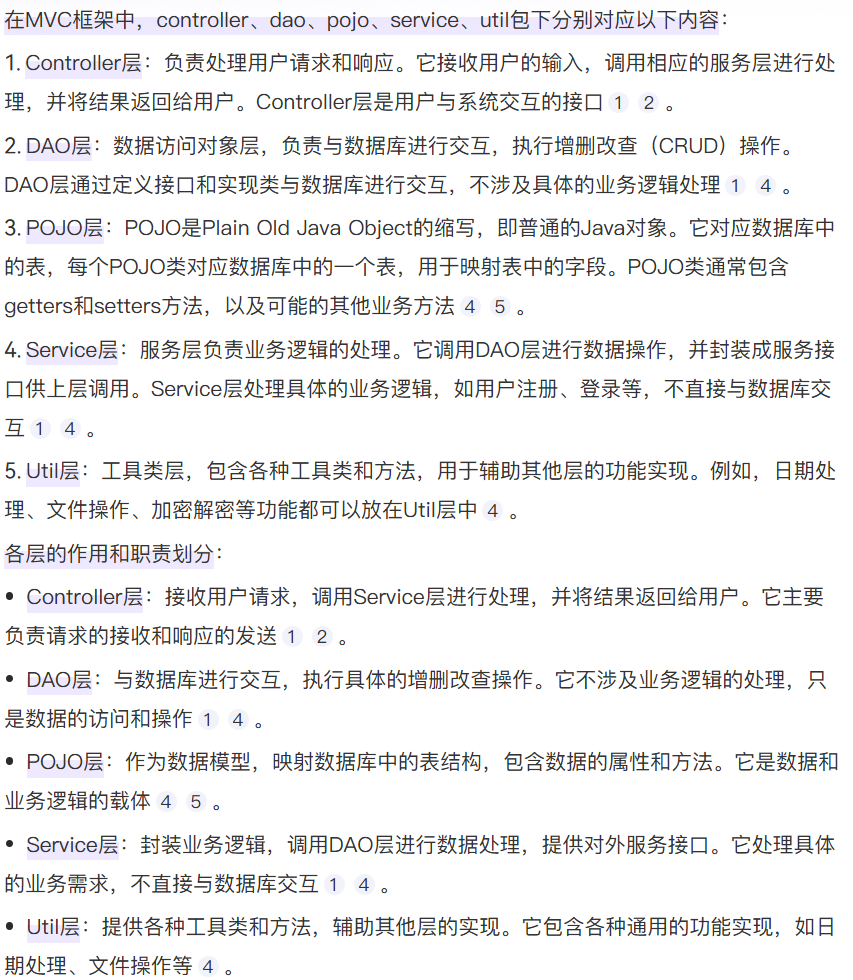 在MVC框架中，controller、dao、pojo、service、util包下分别对应以下内容：
1. Controller层：负责处理用户请求和响应。它接收用户的输入，调用相应的服务层进行处
理，并将结果返回给用户。Controller层是用户与系统交互的接口 1 2 。
2. DAO层：数据访问对象层，负责与数据库进行交互，执行增删改查（CRUD）操作。
DAO层通过定义接口和实现类与数据库进行交互，不涉及具体的业务逻辑处理 1 4 。
3. POJO层：POJO是Plain Old Java Object的缩写，即普通的Java对象。它对应数据库中
的表，每个POJO类对应数据库中的一个表，用于映射表中的字段。POJO类通常包含
getters和setters方法，以及可能的其他业务方法 4 5 。
4. Service层：服务层负责业务逻辑的处理。它调用DAO层进行数据操作，并封装成服务接
口供上层调用。Service层处理具体的业务逻辑，如用户注册、登录等，不直接与数据库交
互 1 4 。
5. Util层：工具类层，包含各种工具类和方法，用于辅助其他层的功能实现。例如，日期处
理、文件操作、加密解密等功能都可以放在Util层中 4 。
各层的作用和职责划分：
• Controller层：接收用户请求，调用Service层进行处理，并将结果返回给用户。它主要
负责请求的接收和响应的发送 1 2 。
• DAO层：与数据库进行交互，执行具体的增删改查操作。它不涉及业务逻辑的处理，只
是数据的访问和操作 1 4 。
• POJO层：作为数据模型，映射数据库中的表结构，包含数据的属性和方法。它是数据和
业务逻辑的载体 4 5 。
• Service层：封装业务逻辑，调用DAO层进行数据处理，提供对外服务接口。它处理具体
的业务需求，不直接与数据库交互 1 4 。
• Util层：提供各种工具类和方法，辅助其他层的实现。它包含各种通用的功能实现，如日
期处理、文件操作等 4 。